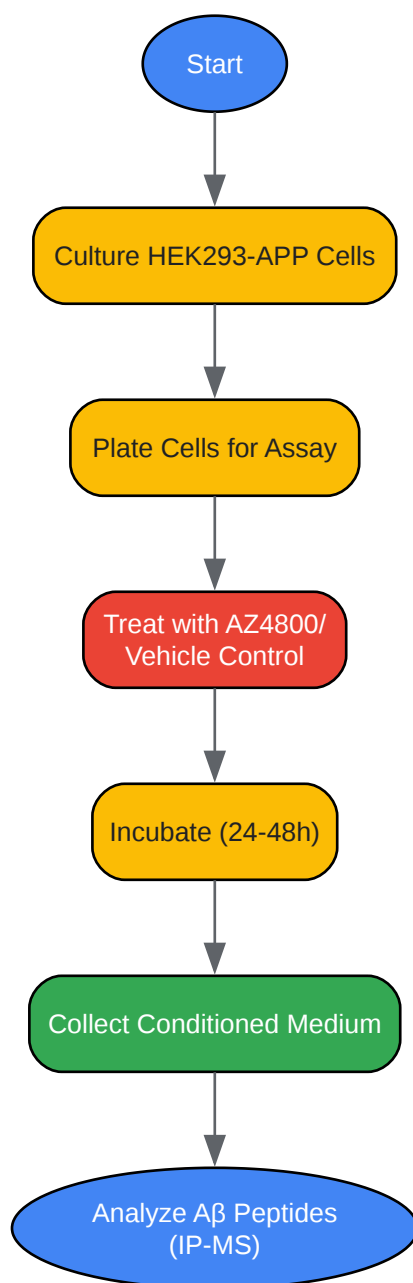 Start
Culture HEK293-APP Cells
Plate Cells for Assay
Treat with AZ4800/
Vehicle Control
Incubate (24-48h)
Collect Conditioned Medium
Analyze Aβ Peptides
(IP-MS)